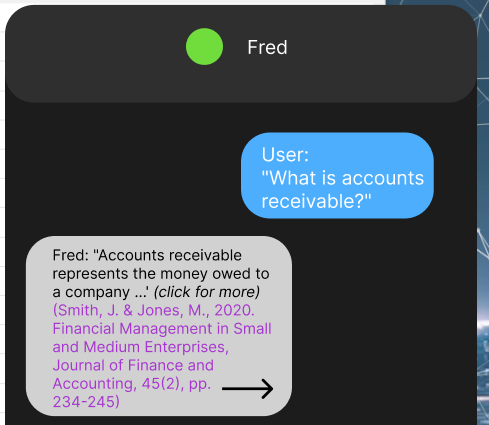 Fred
User:
"What is accounts
receivable?"
Fred: "Accounts receivable
represents the money owed to
a company ...' (click for more)
(Smith, J. & Jones, M., 2020.
Financial Management in Small
and Medium Enterprises,
Journal of Finance and
Accounting, 45(2), pp.
234-245)